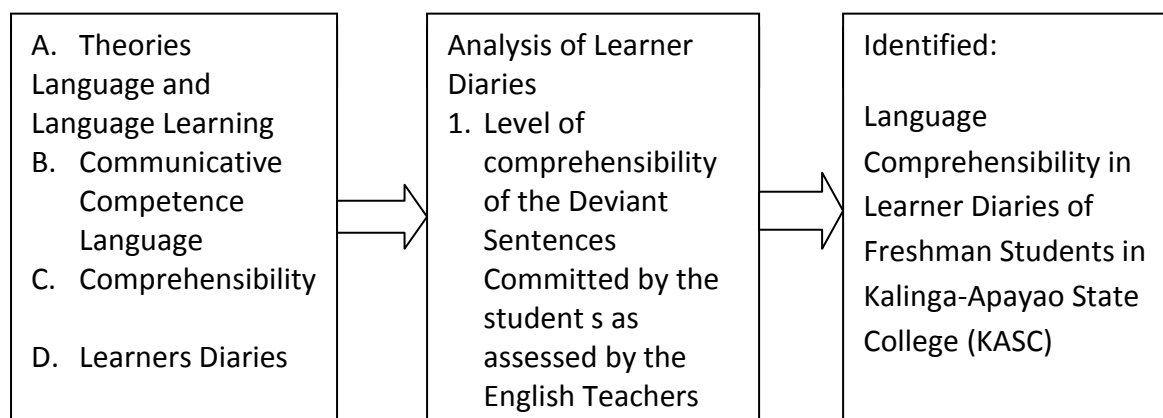 A. Theories
Language and
Language Learning
B. Communicative
Competence
Language
C. Comprehensibility
D. Learners Diaries
Analysis of Learner
Diaries
1. Level of
comprehensibility
of the Deviant
Sentences
Committed by the
student s as
assessed by the
English Teachers
Identified:
Language
Comprehensibility in
Learner Diaries of
Freshman Students in
Kalinga-Apayao State
College (KASC)